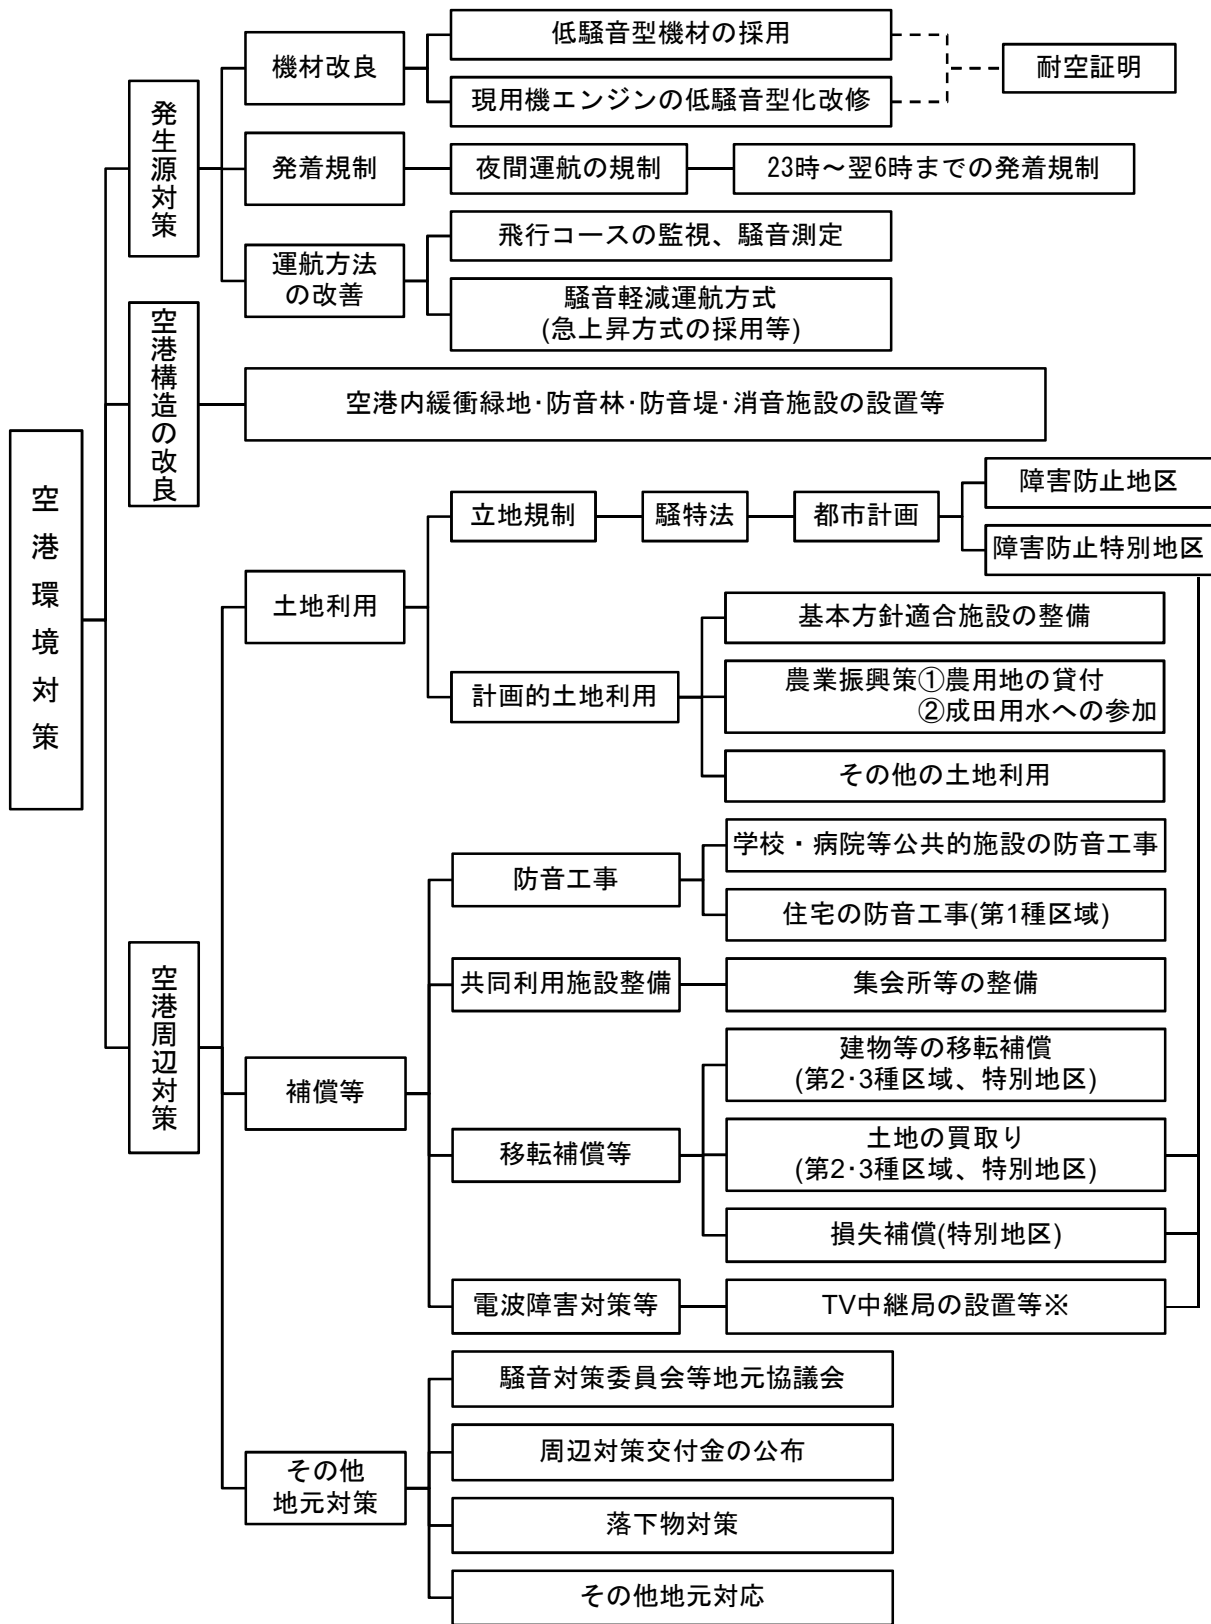 空港環境対策
発生源対策
機材改良
低騒音型機材の採用
現用機エンジンの低騒音型化改修
耐空証明
発着規制
夜間運航の規制
23時～翌6時までの発着規制
運航方法
の改善
飛行コースの監視、騒音測定
騒音軽減運航方式
(急上昇方式の採用等)
空港構造の改良
空港内緩衝緑地･防音林･防音堤･消音施設の設置等
空港周辺対策
土地利用
立地規制
騒特法
都市計画
障害防止地区
障害防止特別地区
計画的土地利用
基本方針適合施設の整備
農業振興策①農用地の貸付
②成田用水への参加
その他の土地利用
補償等
防音工事
学校・病院等公共的施設の防音工事
住宅の防音工事(第1種区域)
共同利用施設整備
集会所等の整備
移転補償等
建物等の移転補償
(第2･3種区域、特別地区)
土地の買取り
(第2･3種区域、特別地区)
損失補償(特別地区)
電波障害対策等
TV中継局の設置等※
その他
地元対策
騒音対策委員会等地元協議会
周辺対策交付金の公布
落下物対策
その他地元対応